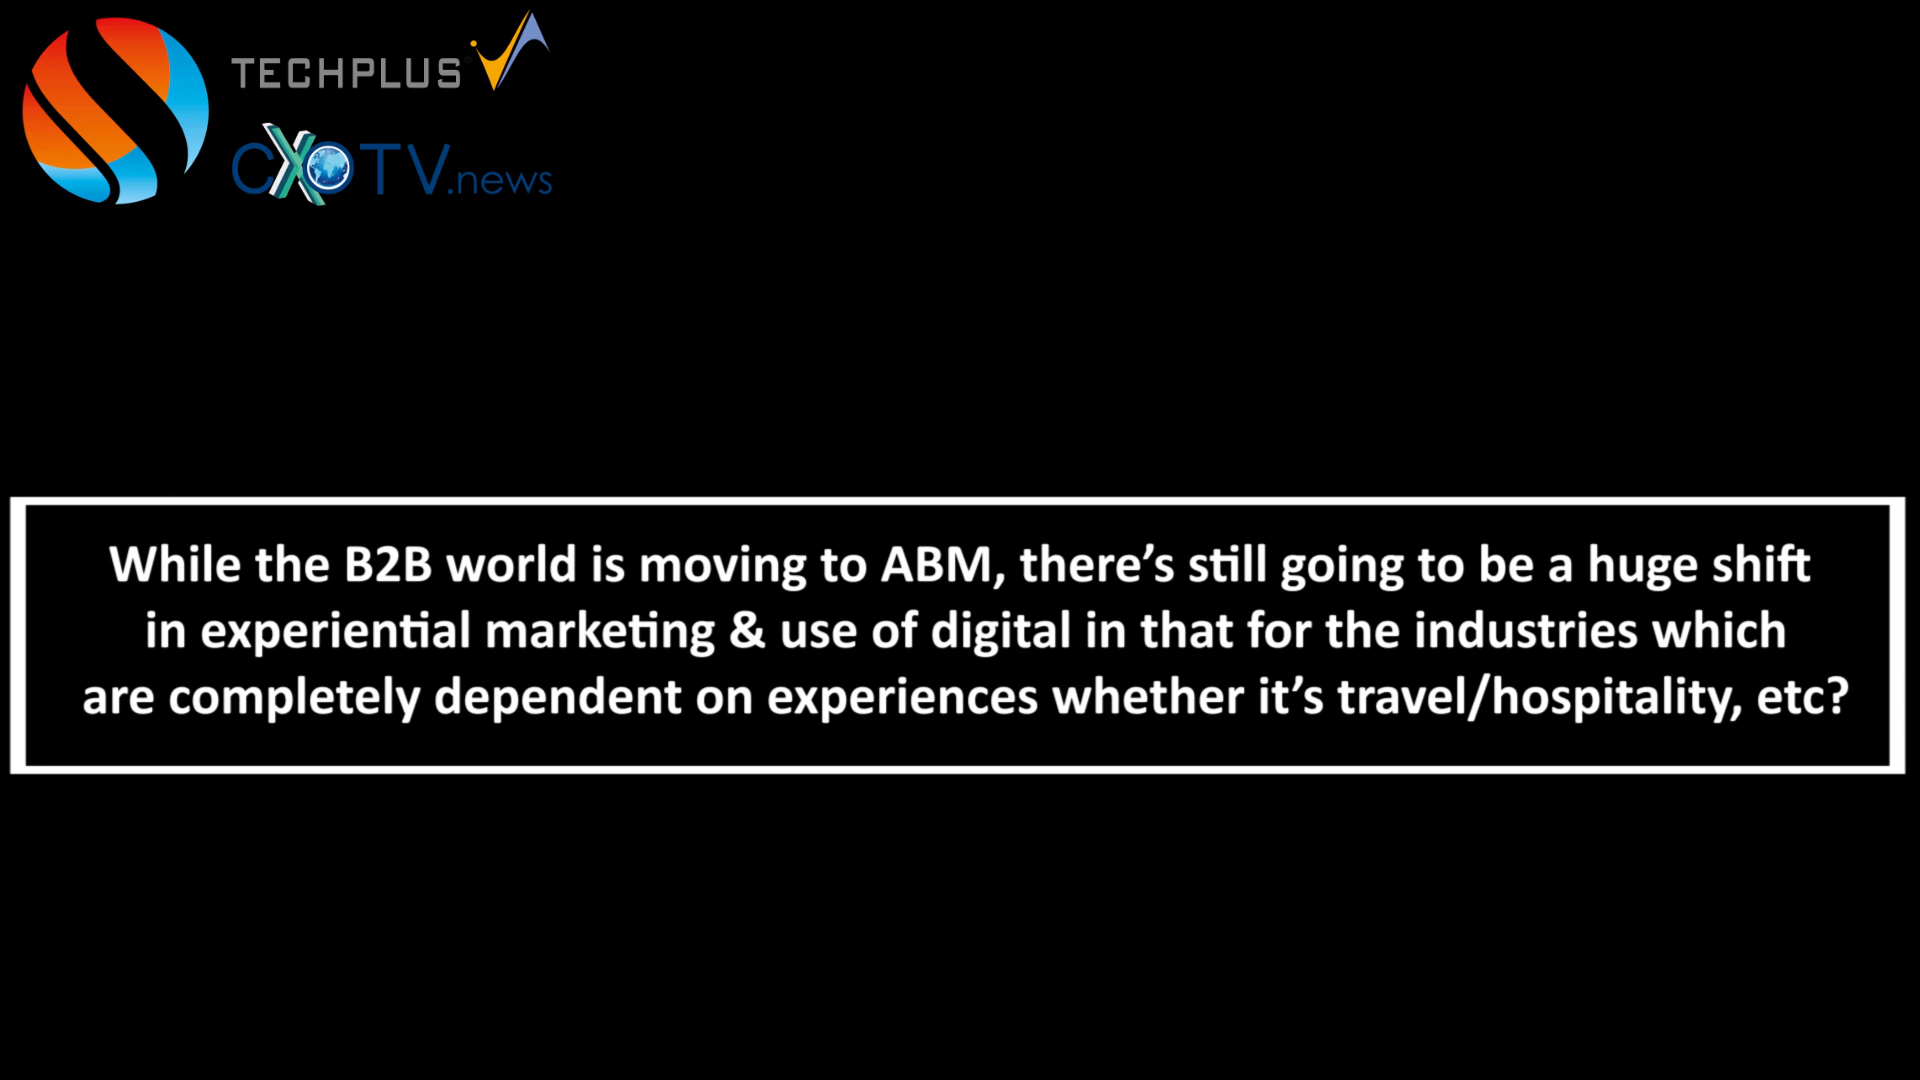 TECHPLUS
CXOTV.news
While the B2B world is moving to ABM, there's still going to be a huge shift
in experiential marketing & use of digital in that for the industries which
are completely dependent on experiences whether it's travel/hospitality, etc?